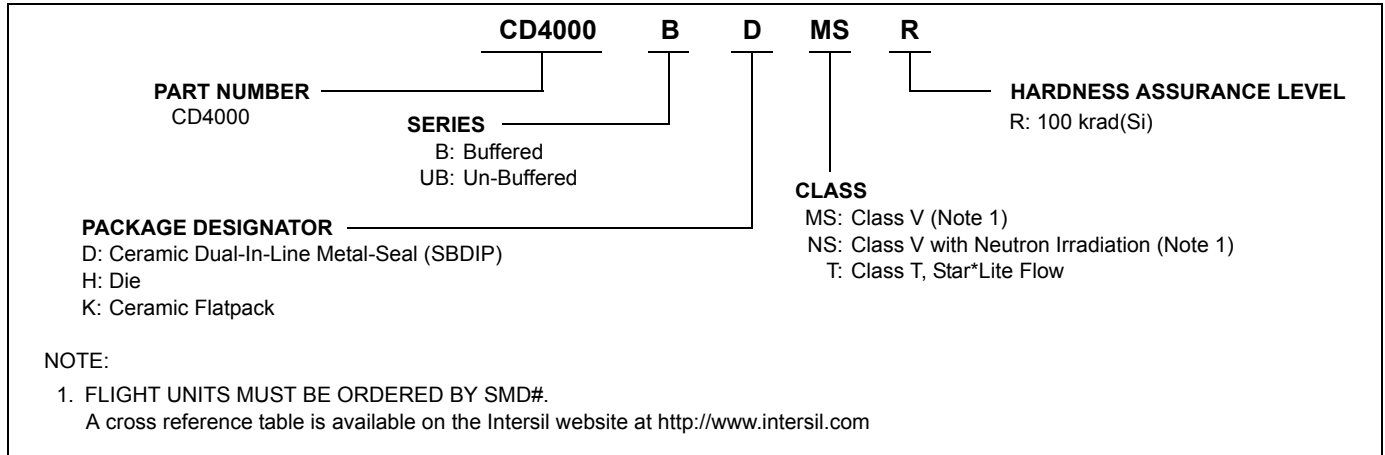 CD4000 B D MS R
PART NUMBER
CD4000
SERIES
B: Buffered
UB: Un-Buffered
PACKAGE DESIGNATOR
D: Ceramic Dual-In-Line Metal-Seal (SBDIP)
H: Die
K: Ceramic Flatpack
HARDNESS ASSURANCE LEVEL
R: 100 krad(Si)
CLASS
MS: Class V (Note 1)
NS: Class V with Neutron Irradiation (Note 1)
T: Class T, Star*Lite Flow
NOTE:
1. FLIGHT UNITS MUST BE ORDERED BY SMD#.
A cross reference table is available on the Intersil website at http://www.intersil.com